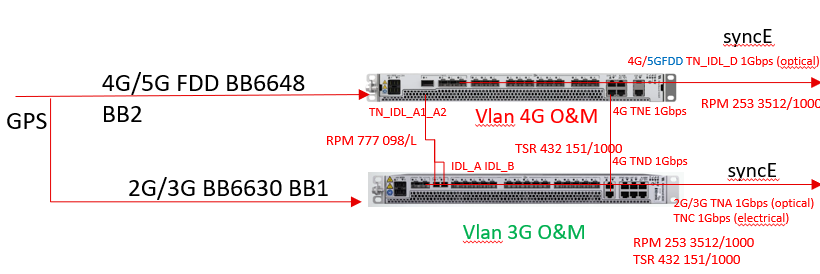 syncE
4G/5G FDD BB6648
BB2
4G/5GFDD TN_IDL_D 1Gbps (optical)
GPS
TN_IDL_A1_A2
Vlan 4G O&M
4G TNE 1Gbps
RPM 253 3512/1000
RPM 777 098/L
TSR 432 151/1000
IDL_A IDL_B
4G TND 1Gbps
syncE
2G/3G BB6630 BB1
2G/3G TNA 1Gbps (optical)
TNC 1Gbps (electrical)
Vlan 3G O&M
RPM 253 3512/1000
TSR 432 151/1000